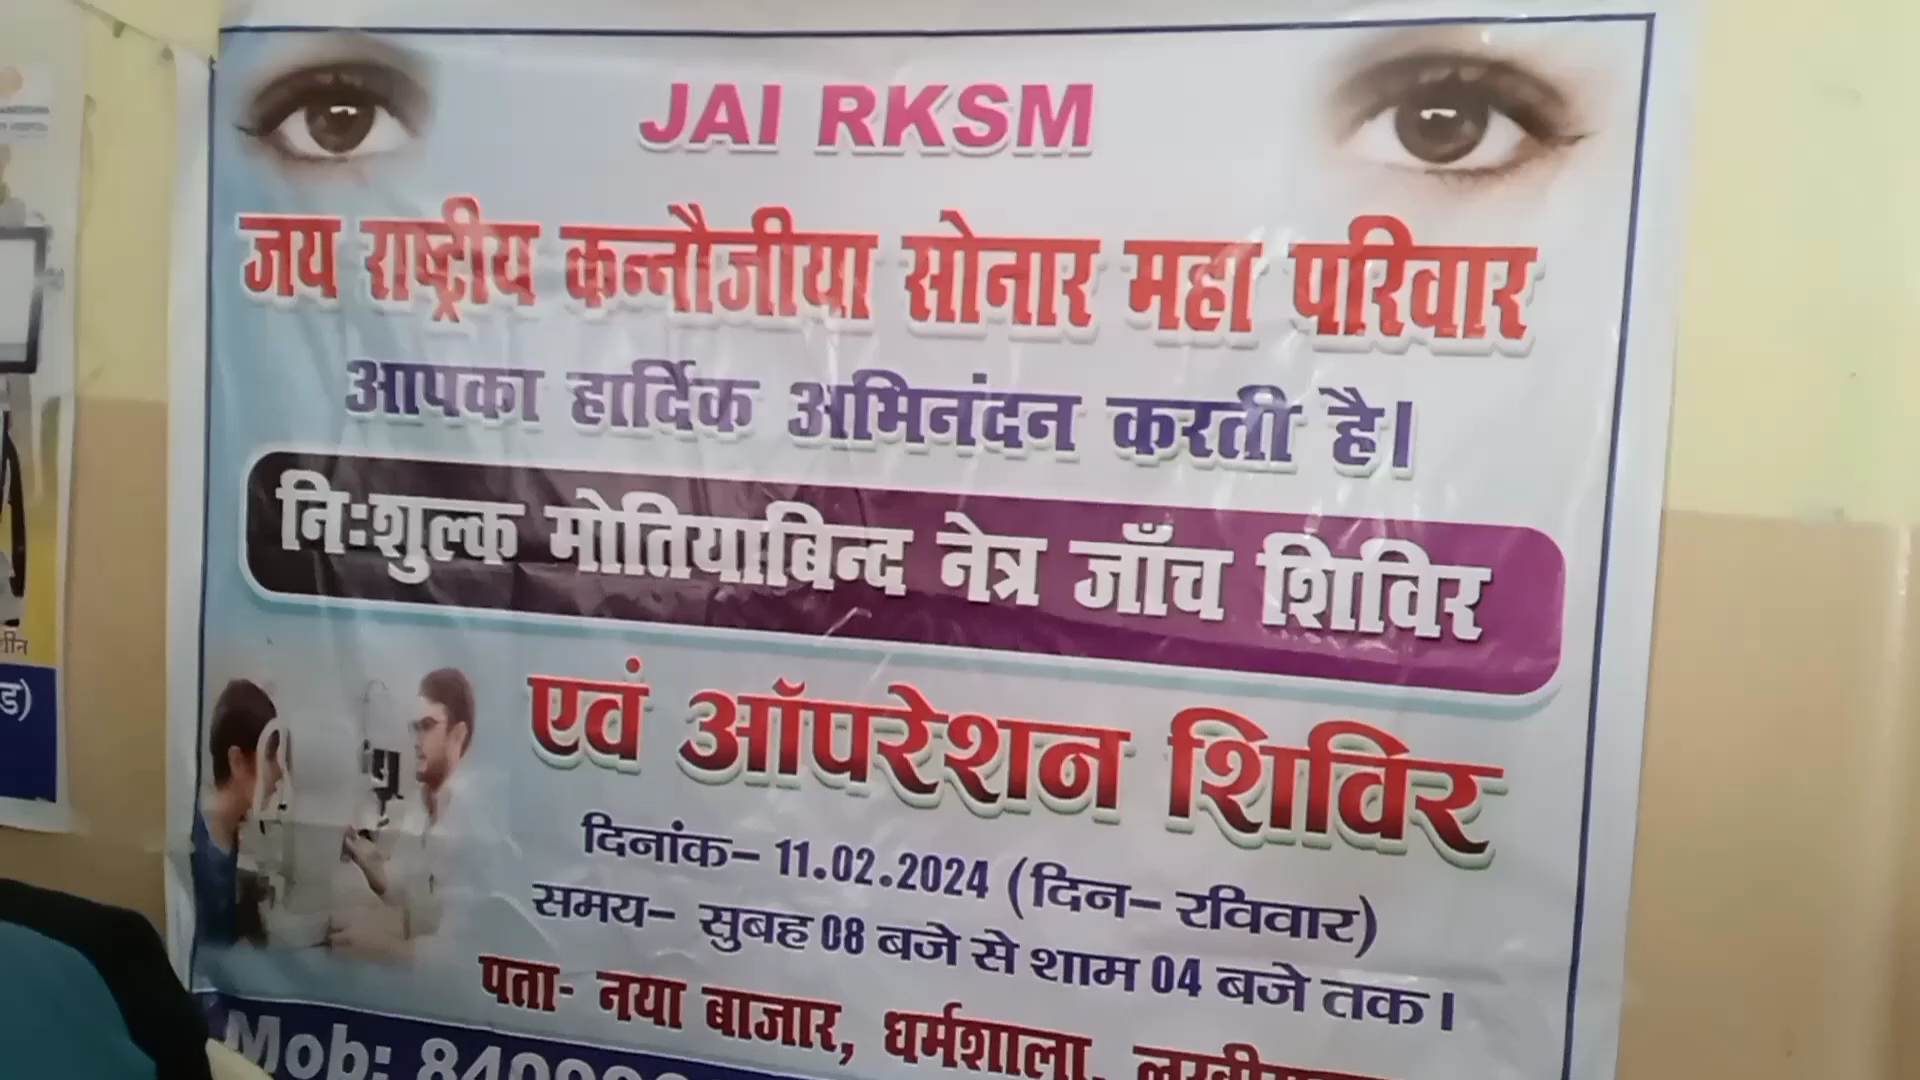 JAI RKSM
जय राष्ट्रीय कन्नौजीया सोनार महा परिवार
आपका हार्दिक अभिनंदन करती है।
निःशुल्क मोतियाबिन्द नेत्र जाँच शिविर
एवं ऑपरेशन शिविर
दिनांक– 11.02.2024 (दिन– रविवार)
समय– सुबह 08 बजे से शाम 04 बजे तक।
पता- नया बाजार, धर्मशाला,
Mob: